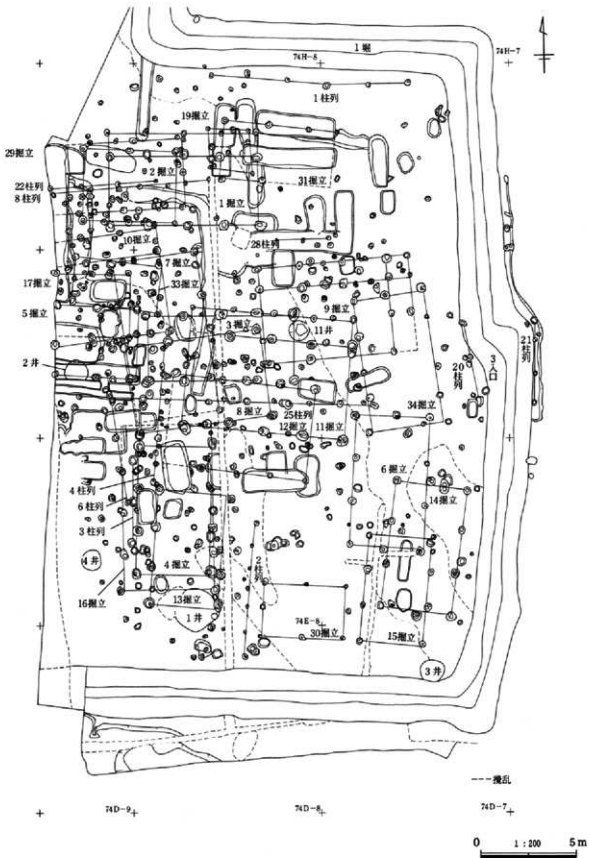 74H-8
74H-7
1堀
1柱列
19掘立
29掘立
2掘立
31掘立
22柱列
8柱列
1掘立
10掘立
28柱列
7掘立
17掘立
33掘立
9掘立
5掘立
3掘立
11井
21柱列
3入口
20柱列
2井
8掘立
25柱列
34掘立
12掘立
11掘立
6掘立
4柱列
14掘立
6柱列
3柱列
4井
4掘立
2柱列
16掘立
13掘立
1井
74E-8
30掘立
15掘立
3井
---攪乱
74D-9
74D-8
74D-7
0 1:200 5m